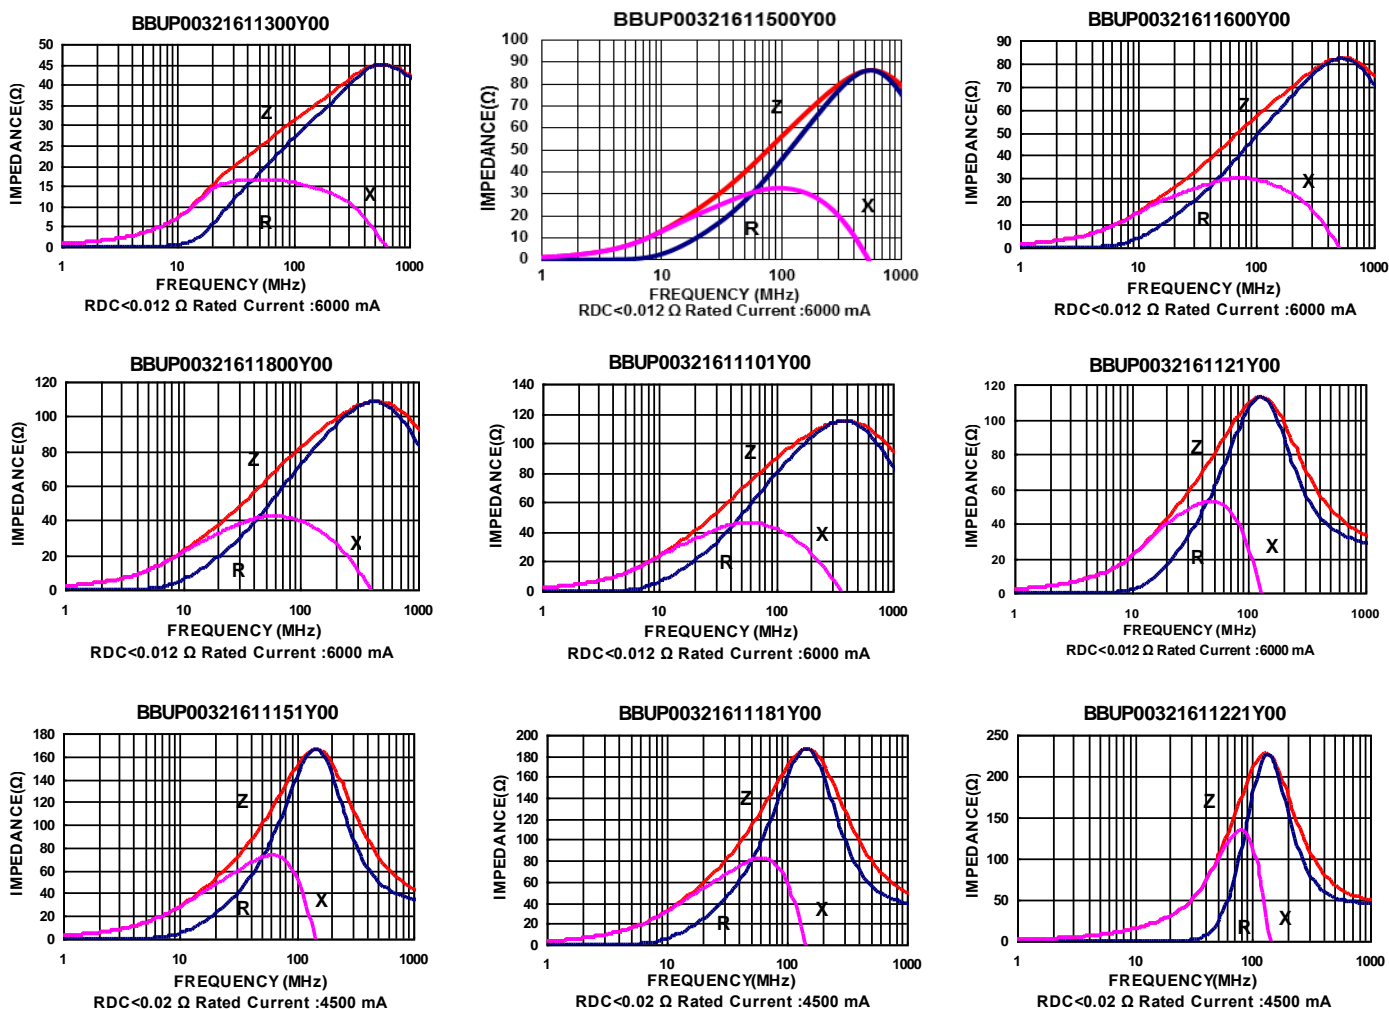 BBUP00321611300Y00
IMPEDANCE(Ω)
50
45
40
35
30
25
20
15
10
5
0
Z
X
R
1 10 100 1000
FREQUENCY (MHz)
RDC<0.012 Ω Rated Current :6000 mA
BBUP00321611500Y00
IMPEDANCE(Ω)
100
90
80
70
60
50
40
30
20
10
0
Z
X
R
1 10 100 1000
FREQUENCY (MHz)
RDC<0.012 Ω Rated Current :6000 mA
BBUP00321611600Y00
IMPEDANCE(Ω)
90
80
70
60
50
40
30
20
10
0
Z
X
R
1 10 100 1000
FREQUENCY (MHz)
RDC<0.012 Ω Rated Current :6000 mA
BBUP00321611800Y00
IMPEDANCE(Ω)
120
100
80
60
40
20
0
Z
X
R
1 10 100 1000
FREQUENCY (MHz)
RDC<0.012 Ω Rated Current :6000 mA
BBUP00321611101Y00
IMPEDANCE(Ω)
140
120
100
80
60
40
20
0
Z
X
R
1 10 100 1000
FREQUENCY (MHz)
RDC<0.012 Ω Rated Current :6000 mA
BBUP0032161121Y00
IMPEDANCE(Ω)
120
100
80
60
40
20
0
Z
X
R
1 10 100 1000
FREQUENCY (MHz)
RDC<0.012 Ω Rated Current :6000 mA
BBUP00321611151Y00
IMPEDANCE(Ω)
180
160
140
120
100
80
60
40
20
0
Z
X
R
1 10 100 1000
FREQUENCY (MHz)
RDC<0.02 Ω Rated Current :4500 mA
BBUP00321611181Y00
IMPEDANCE(Ω)
200
180
160
140
120
100
80
60
40
20
0
Z
X
R
1 10 100 1000
FREQUENCY(MHz)
RDC<0.02 Ω Rated Current :4500 mA
BBUP00321611221Y00
IMPEDANCE(Ω)
250
200
150
100
50
0
Z
X
R
1 10 100 1000
FREQUENCY(MHz)
RDC<0.02 Ω Rated Current :4500 mA